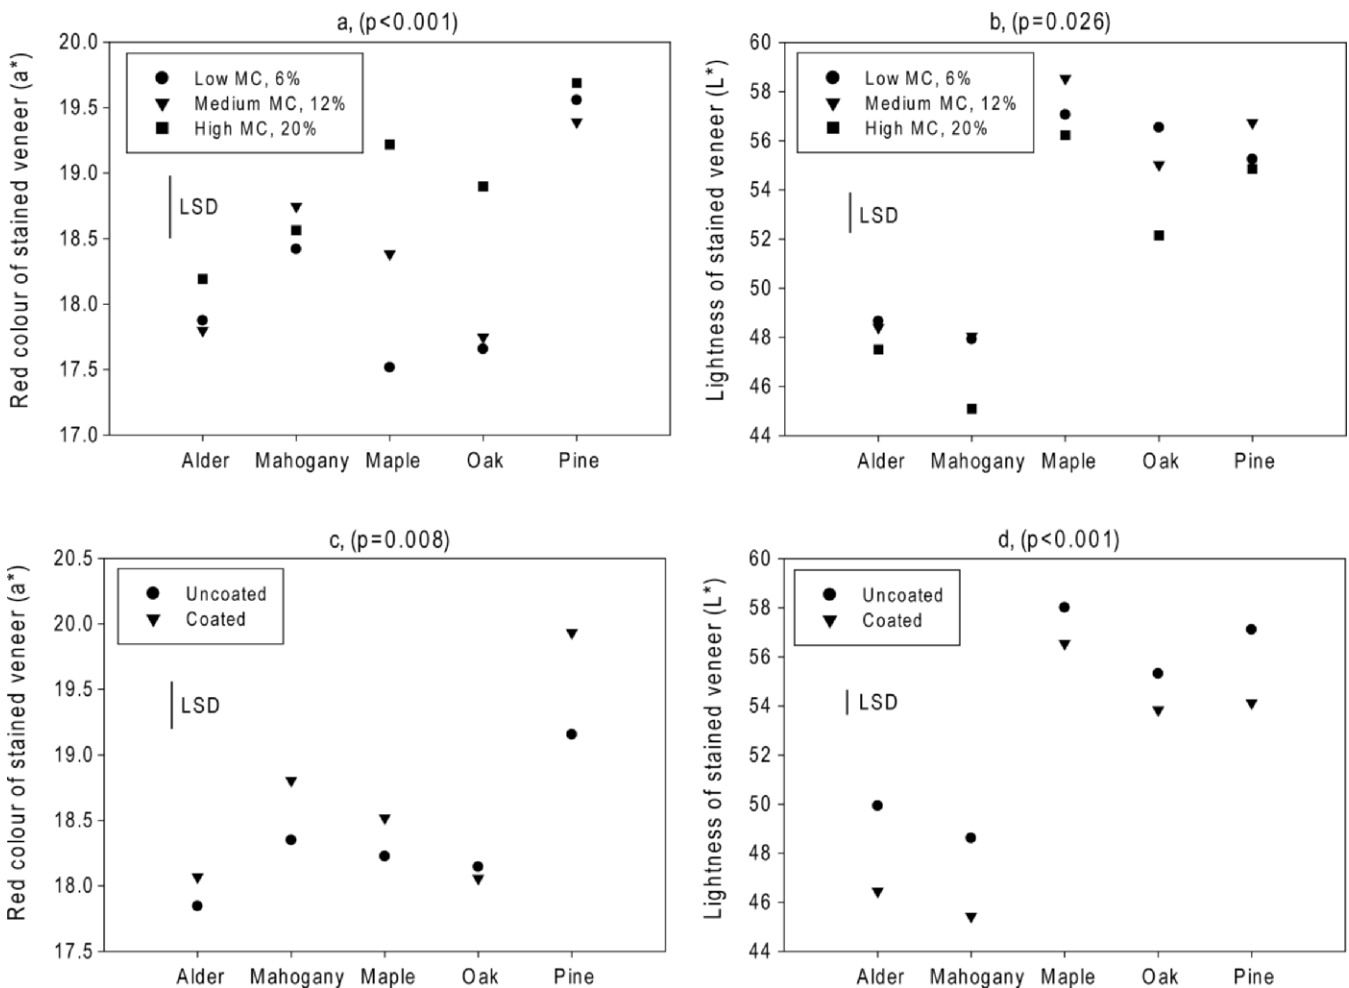 a, (p<0.001)
Red colour of stained veneer (a*)
20.0
19.5
19.0
18.5
18.0
17.5
17.0
Low MC, 6%
Medium MC, 12%
High MC, 20%
LSD
Alder Mahogany Maple Oak Pine
b, (p=0.026)
Lightness of stained veneer (L*)
60
58
56
54
52
50
48
46
44
Low MC, 6%
Medium MC, 12%
High MC, 20%
LSD
Alder Mahogany Maple Oak Pine
c, (p=0.008)
Red colour of stained veneer (a*)
20.5
20.0
19.5
19.0
18.5
18.0
17.5
Uncoated
Coated
LSD
Alder Mahogany Maple Oak Pine
d, (p<0.001)
Lightness of stained veneer (L*)
60
58
56
54
52
50
48
46
44
Uncoated
Coated
LSD
Alder Mahogany Maple Oak Pine